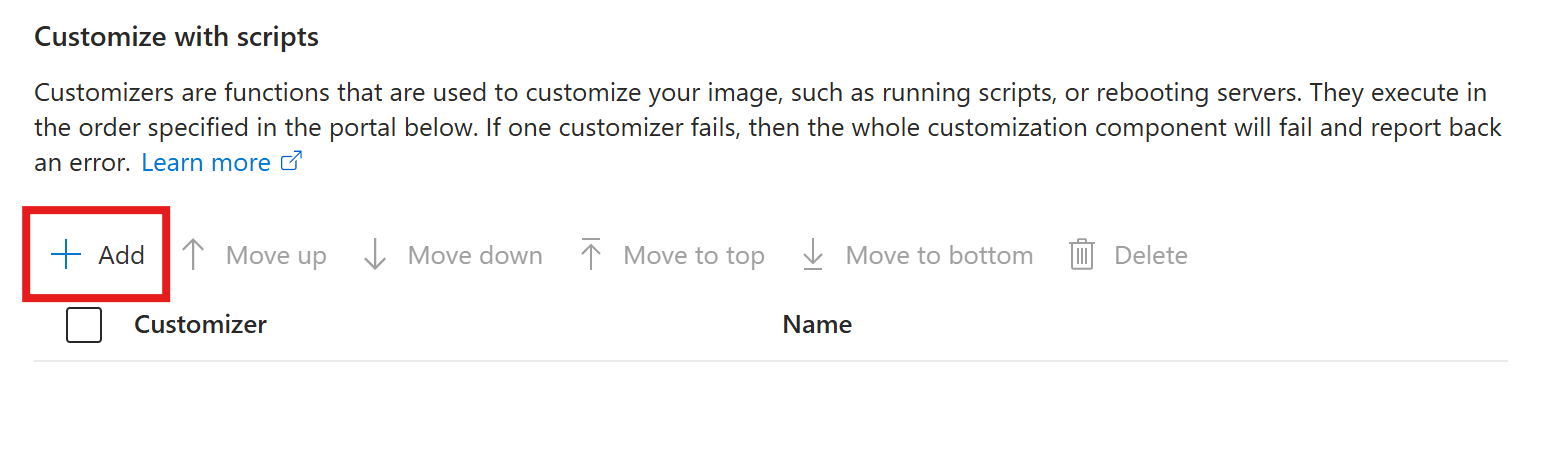 Customize with scripts
Customizers are functions that are used to customize your image, such as running scripts, or rebooting servers. They execute in
the order specified in the portal below. If one customizer fails, then the whole customization component will fail and report back
an error. Learn more
Add Move up Move down Move to top Move to bottom Delete
Customizer Name